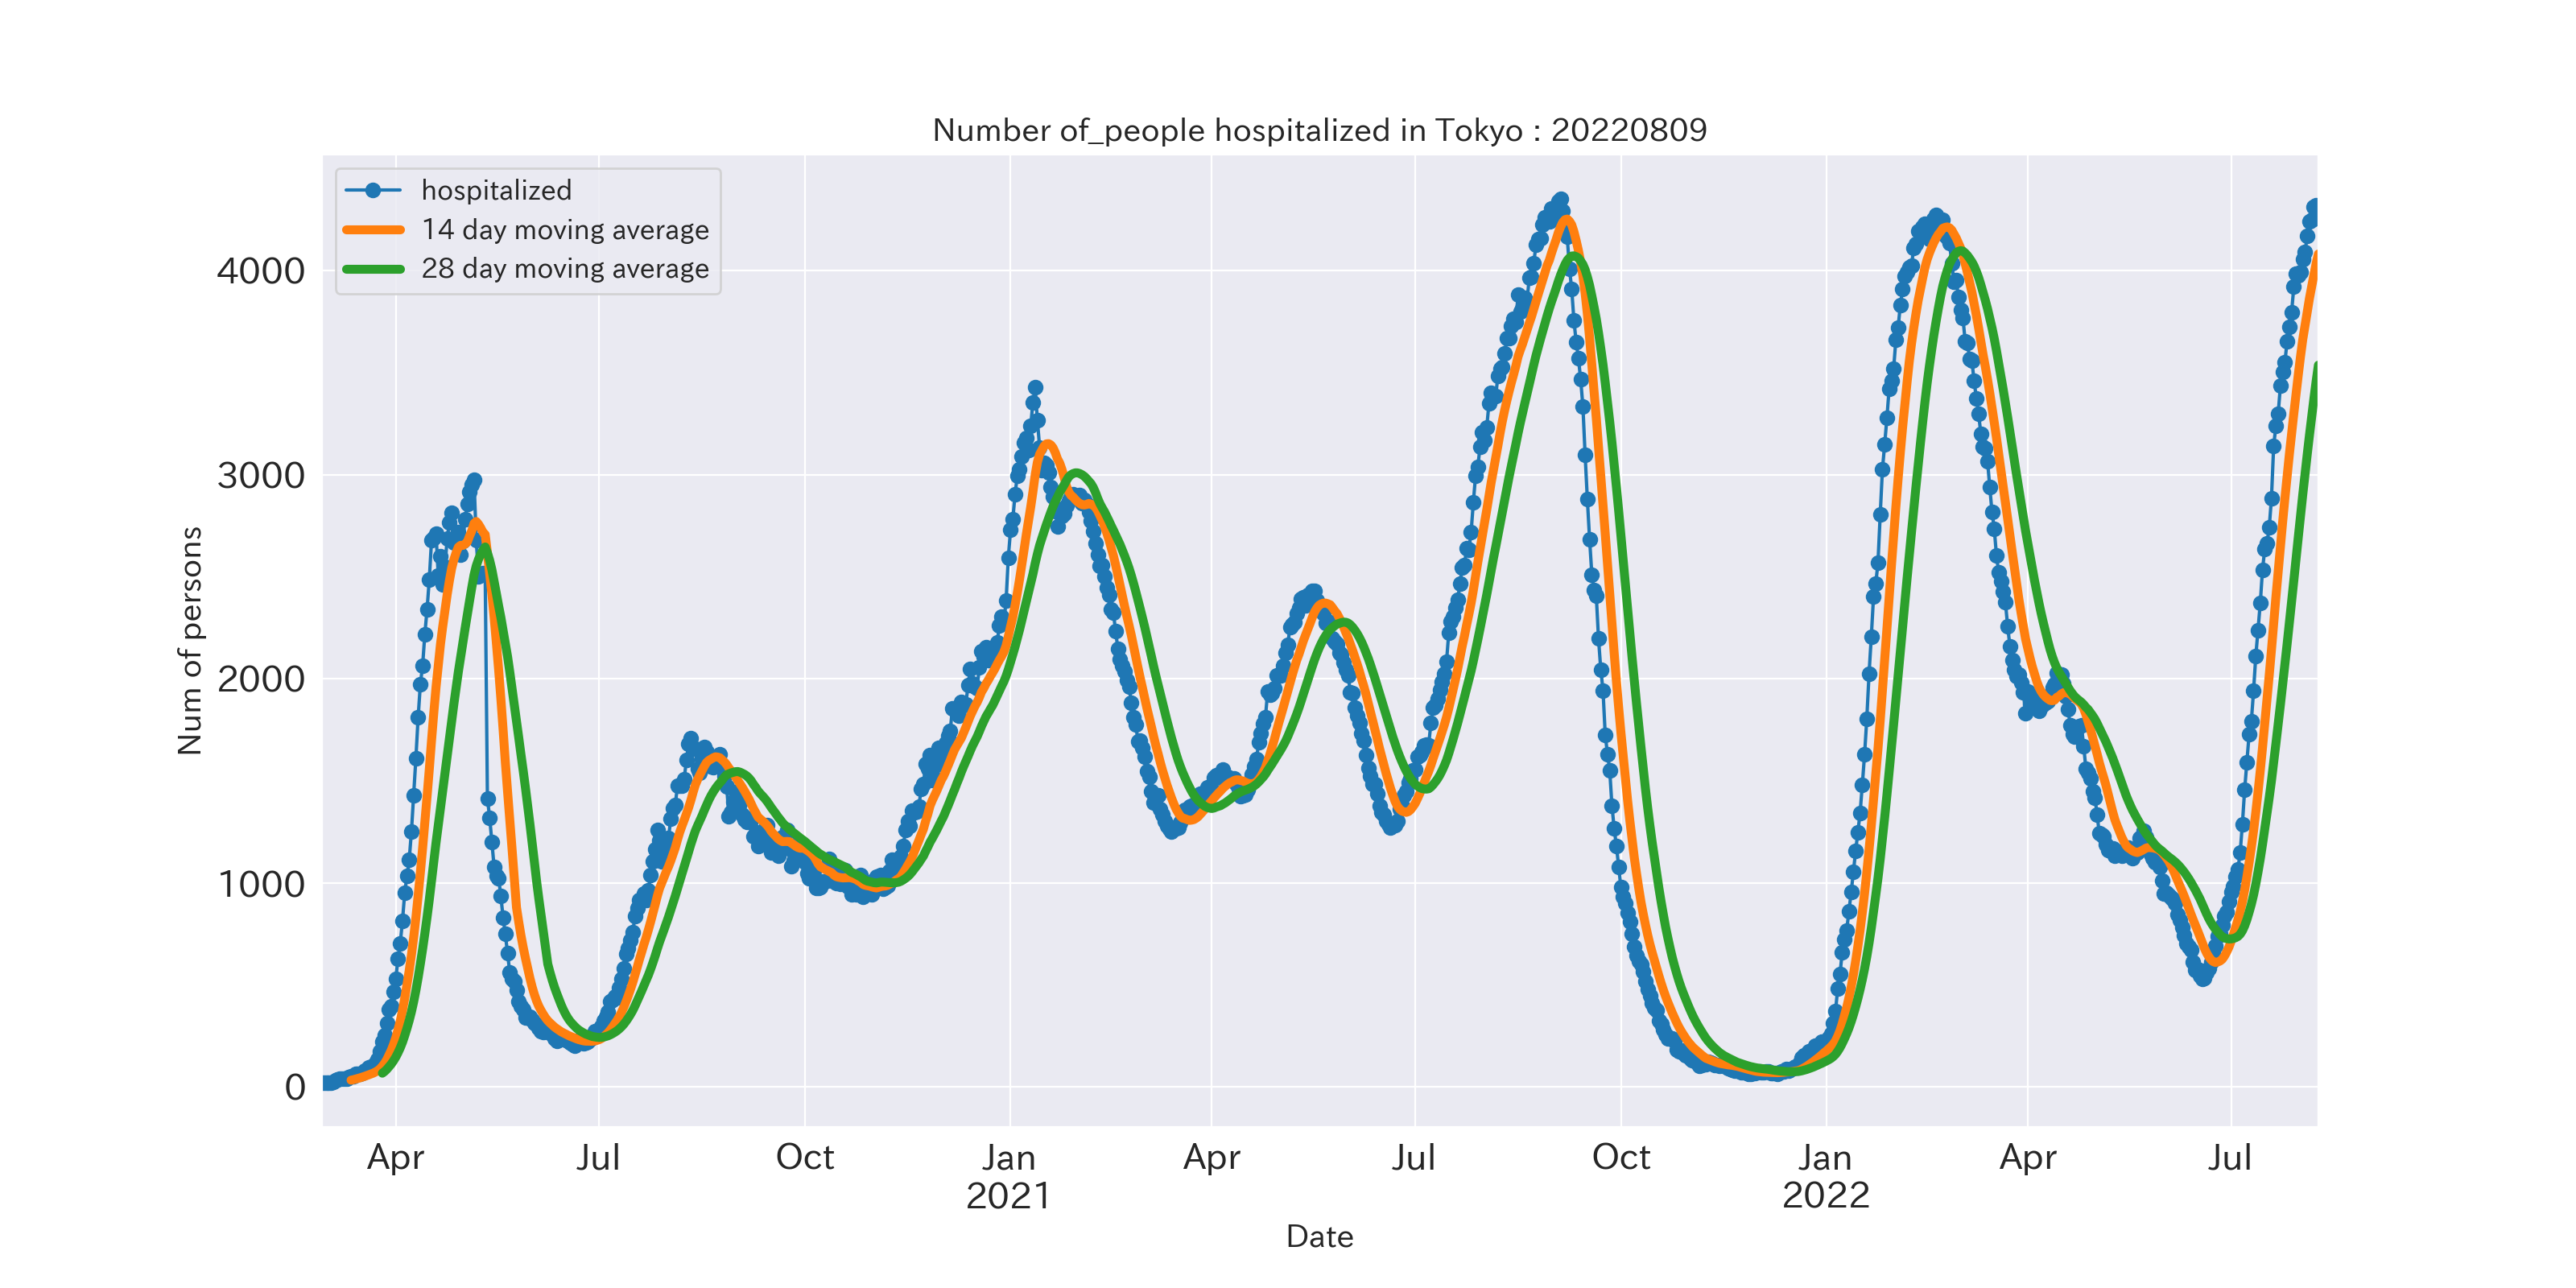 Number of_people hospitalized in Tokyo : 20220809
hospitalized
14 day moving average
28 day moving average
Num of persons
4000
3000
2000
1000
0
Apr Jul Oct Jan Apr Jul Oct Jan Apr Jul
2021 2022
Date